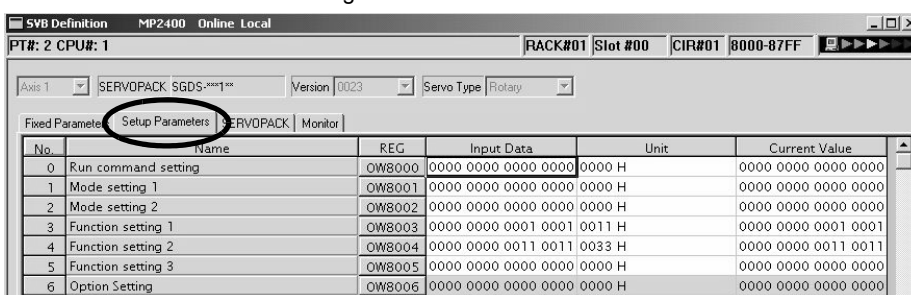 SVB Definition MP2400 Online Local
PT#: 2 CPU#: 1 RACK#01 Slot #00 CIR#01 8000-87FF
Axis 1 SERVOPACK SGDS-***1** Version 0023 Servo Type Rotary
Fixed Parameters Setup Parameters SERVOPACK Monitor
No. Name REG Input Data Unit Current Value
0 Run command setting OW8000 0000 0000 0000 0000 0000 H 0000 0000 0000 0000
1 Mode setting 1 OW8001 0000 0000 0000 0000 0000 H 0000 0000 0000 0000
2 Mode setting 2 OW8002 0000 0000 0000 0000 0000 H 0000 0000 0000 0000
3 Function setting 1 OW8003 0000 0000 0001 0001 0011 H 0000 0000 0001 0001
4 Function setting 2 OW8004 0000 0000 0011 0011 0033 H 0000 0000 0011 0011
5 Function setting 3 OW8005 0000 0000 0000 0000 0000 H 0000 0000 0000 0000
6 Option Setting OW8006 0000 0000 0000 0000 0000 H 0000 0000 0000 0000